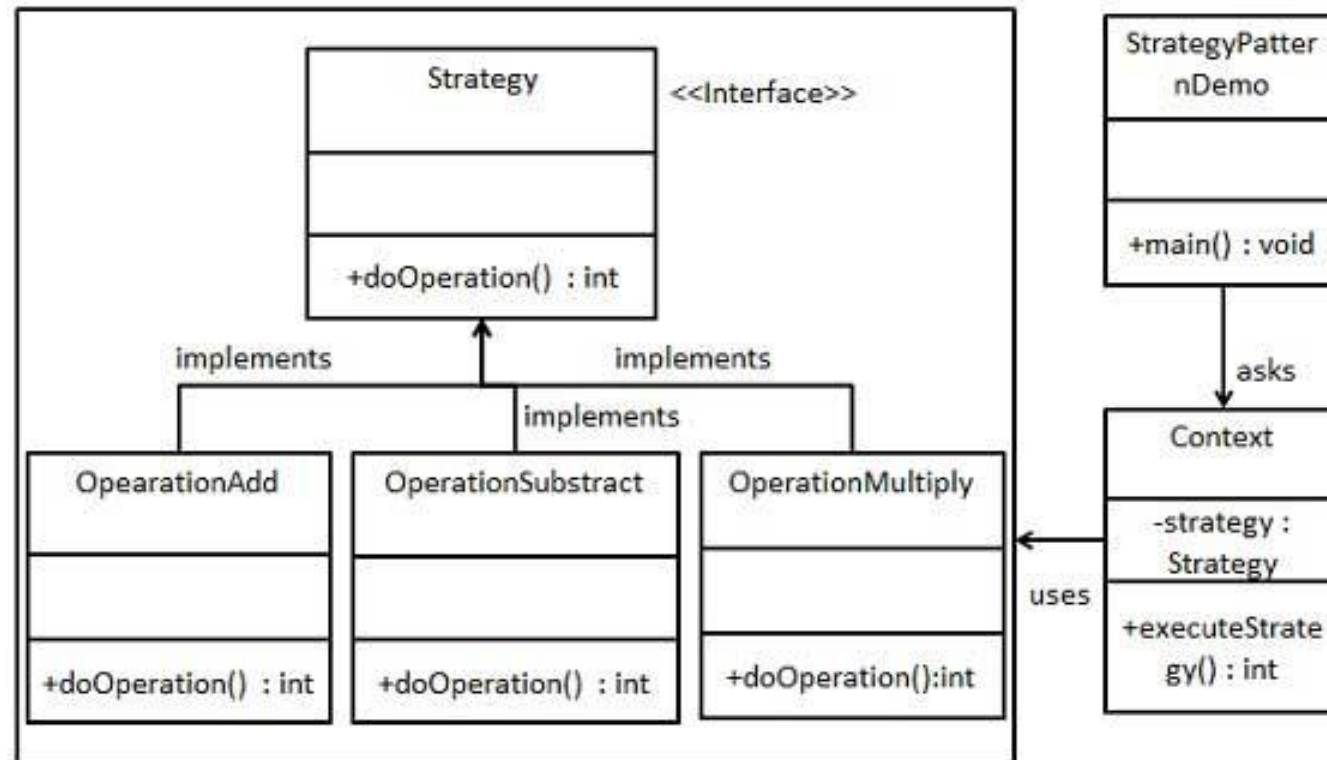 Strategy
<<Interface>>
+doOperation() : int
implements
implements
implements
OpearationAdd
+doOperation() : int
OperationSubstract
+doOperation() : int
OperationMultiply
+doOperation():int
StrategyPatter
nDemo
+main() : void
asks
Context
-strategy :
Strategy
+executeStrate
gy() : int
uses